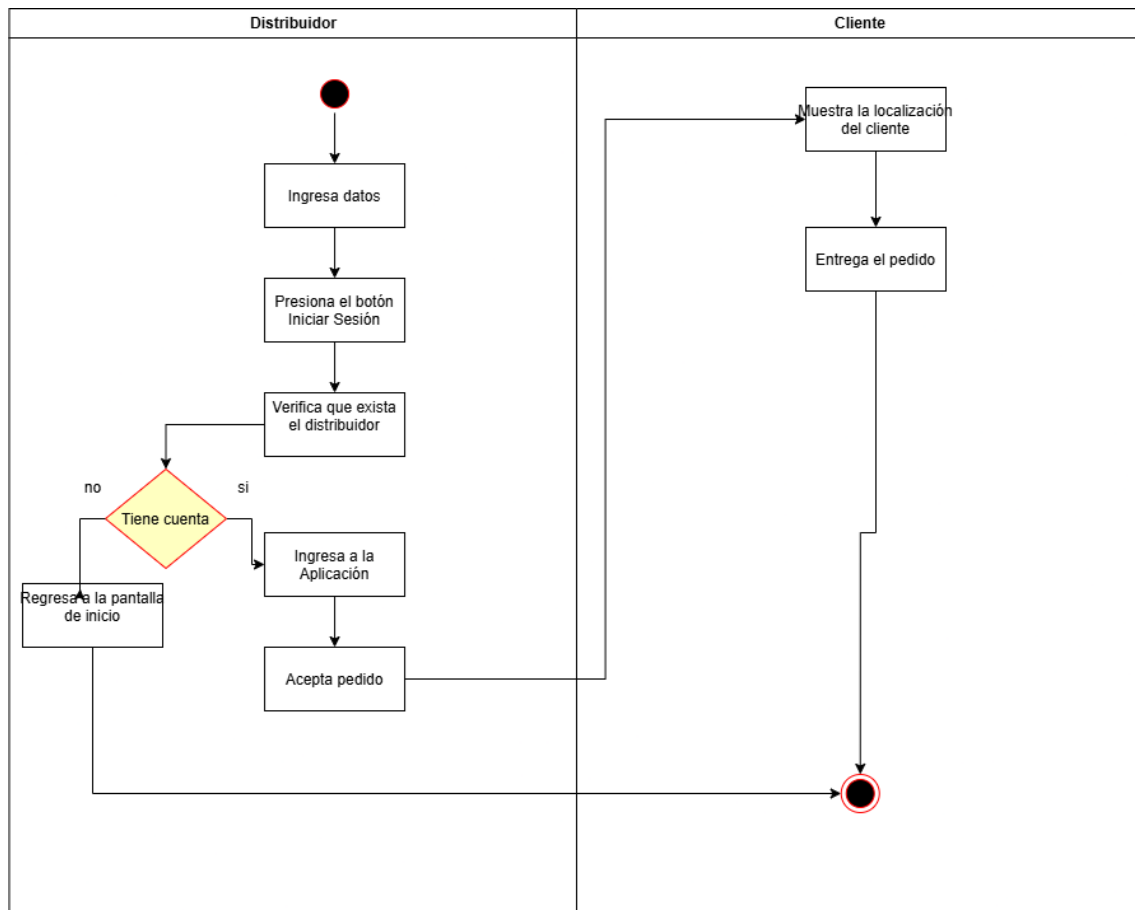 Distribuidor
Cliente
Muestra la localización
del cliente
Ingresa datos
Entrega el pedido
Presiona el botón
Iniciar Sesión
Verifica que exista
el distribuidor
no
si
Tiene cuenta
Ingresa a la
Aplicación
Regresa a la pantalla
de inicio
Acepta pedido